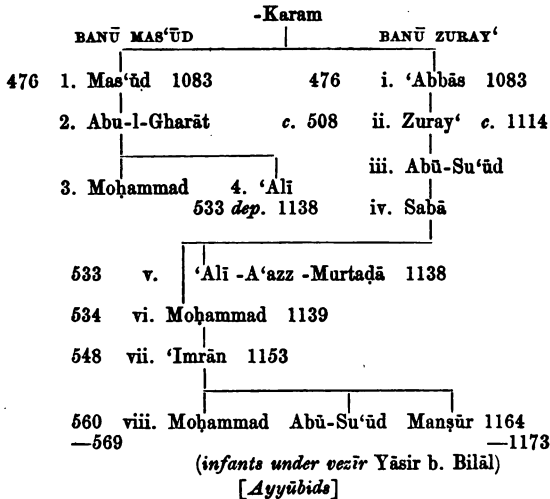 -Karam
BANŪ MAS‘ŪD BANŪ ZURAY‘
476 1. Mas‘ūd 1083 476 i. ‘Abbās 1083
2. Abu-l-Gharāt c. 508 ii. Zuray‘ c. 1114
iii. Abū-Su‘ūd
3. Moḥammad 4. ‘Alī
533 dep. 1138 iv. Sabā
533 v. ‘Alī -A‘azz -Murtaḍā 1138
534 vi. Moḥammad 1139
548 vii. ‘Imrān 1153
560 viii. Moḥammad Abū-Su‘ūd Manṣūr 1164
—569 —1173
(infants under vezīr Yāsir b. Bilāl)
[Ayyūbids]